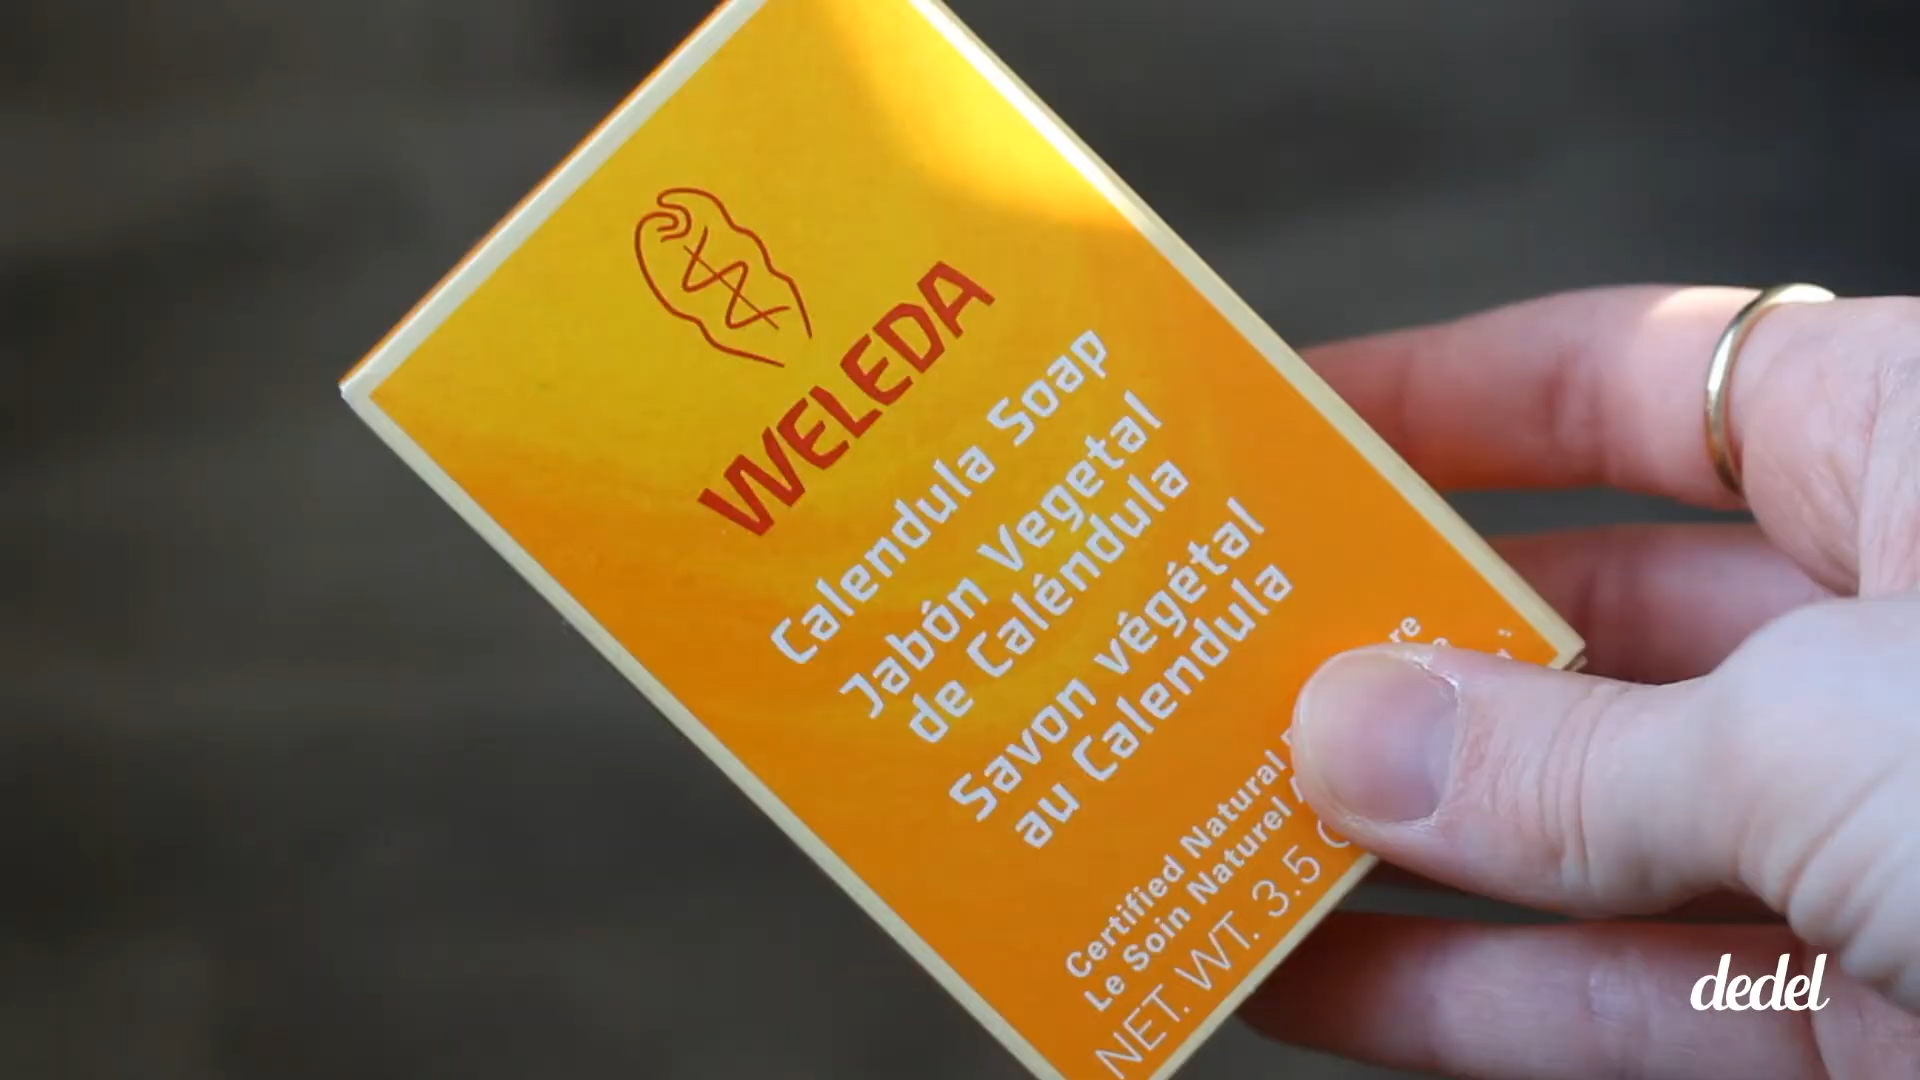 WELEDA
Calendula Soap
Jabón Vegetal
de Caléndula
Savon végétal
au Calendula
Certified Natural
Le Soin Naturel
NET. WT. 3.5
dedel